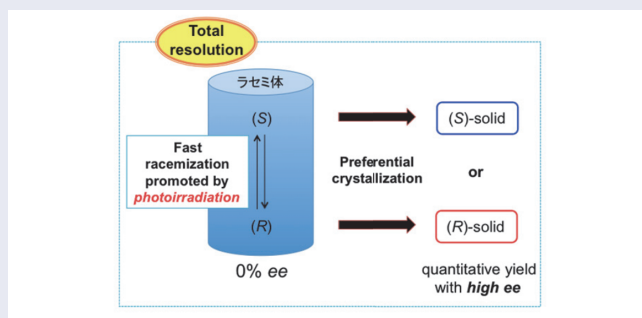 Total
resolution
ラセミ体
(S)
Fast
racemization
promoted by
photoirradiation
(R)
0% ee
Preferential
crystallization
(S)-solid
or
(R)-solid
quantitative yield
with high ee